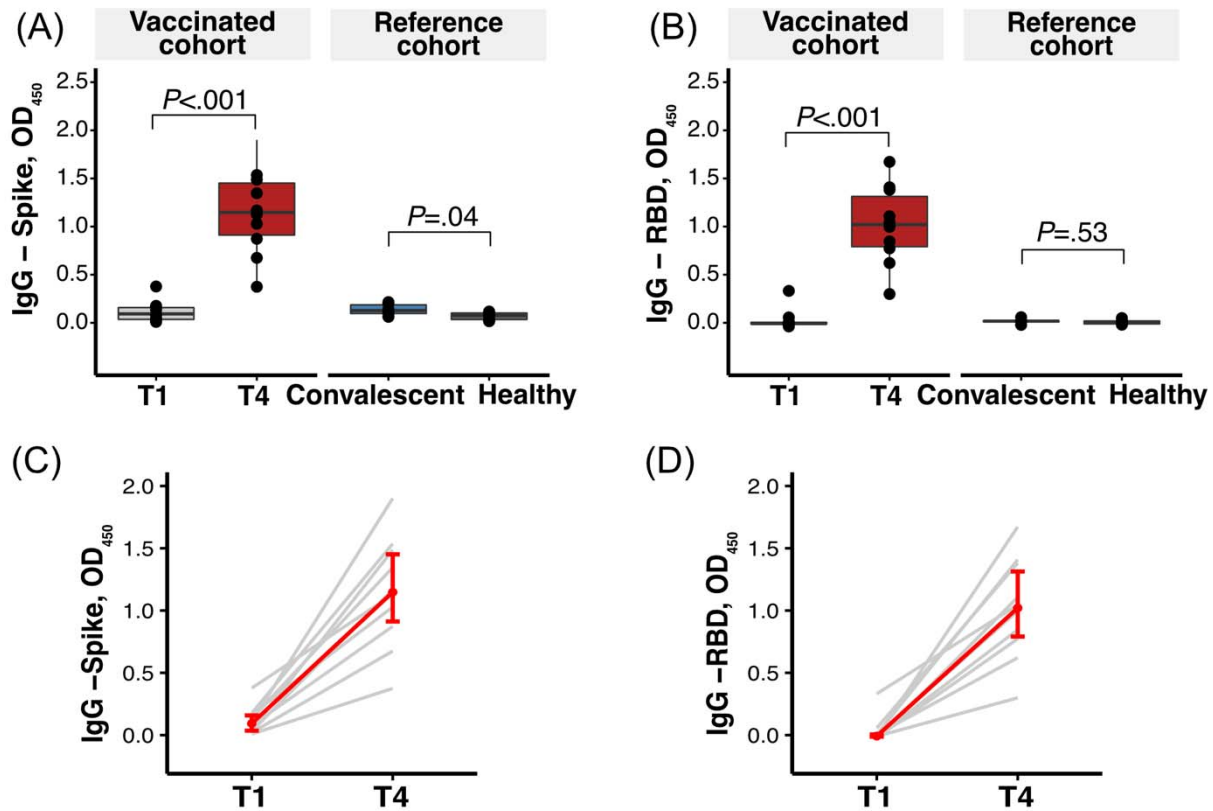 (A)
Vaccinated cohort
Reference cohort
IgG – Spike, OD450
2.5
2.0
1.5
1.0
0.5
0.0
P<.001
P=.04
T1
T4
Convalescent
Healthy
(B)
Vaccinated cohort
Reference cohort
IgG – RBD, OD450
2.5
2.0
1.5
1.0
0.5
0.0
P<.001
P=.53
T1
T4
Convalescent
Healthy
(C)
IgG –Spike, OD450
2.0
1.5
1.0
0.5
0.0
T1
T4
(D)
IgG –RBD, OD450
2.0
1.5
1.0
0.5
0.0
T1
T4